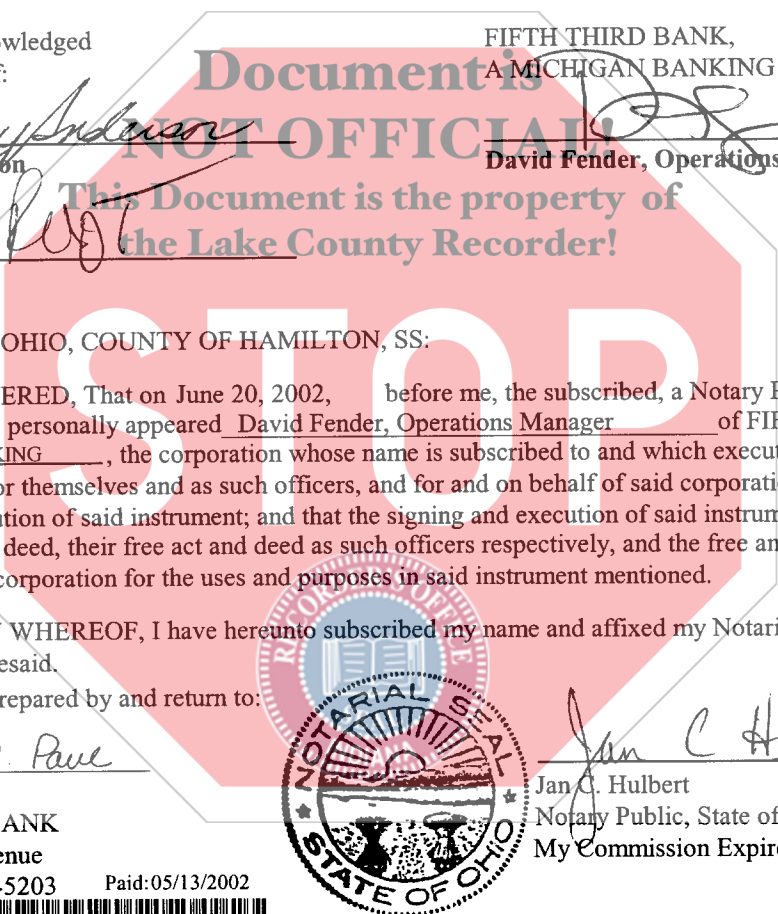 owledged
FIFTH THIRD BANK,
A MICHIGAN BANKING
f:
Document is
NOT OFFICIAL!
This Document is the property of
the Lake County Recorder!
y Anderson
on
David Fender, Operations
STOP
OHIO, COUNTY OF HAMILTON, SS:
ERED, That on June 20, 2002, before me, the subscribed, a Notary P
personally appeared David Fender, Operations Manager of FIF
KING , the corporation whose name is subscribed to and which execut
or themselves and as such officers, and for and on behalf of said corporati
tion of said instrument; and that the signing and execution of said instrum
deed, their free act and deed as such officers respectively, and the free an
corporation for the uses and purposes in said instrument mentioned.
WHEREOF, I have hereunto subscribed my name and affixed my Notari
esaid.
repared by and return to:
RECORDER'S OFFICE
NOTARIAL SEAL
STATE OF OHIO
Jan C H
Jan C. Hulbert
Notary Public, State of
My Commission Expire
ANK
enue
-5203 Paid:05/13/2002